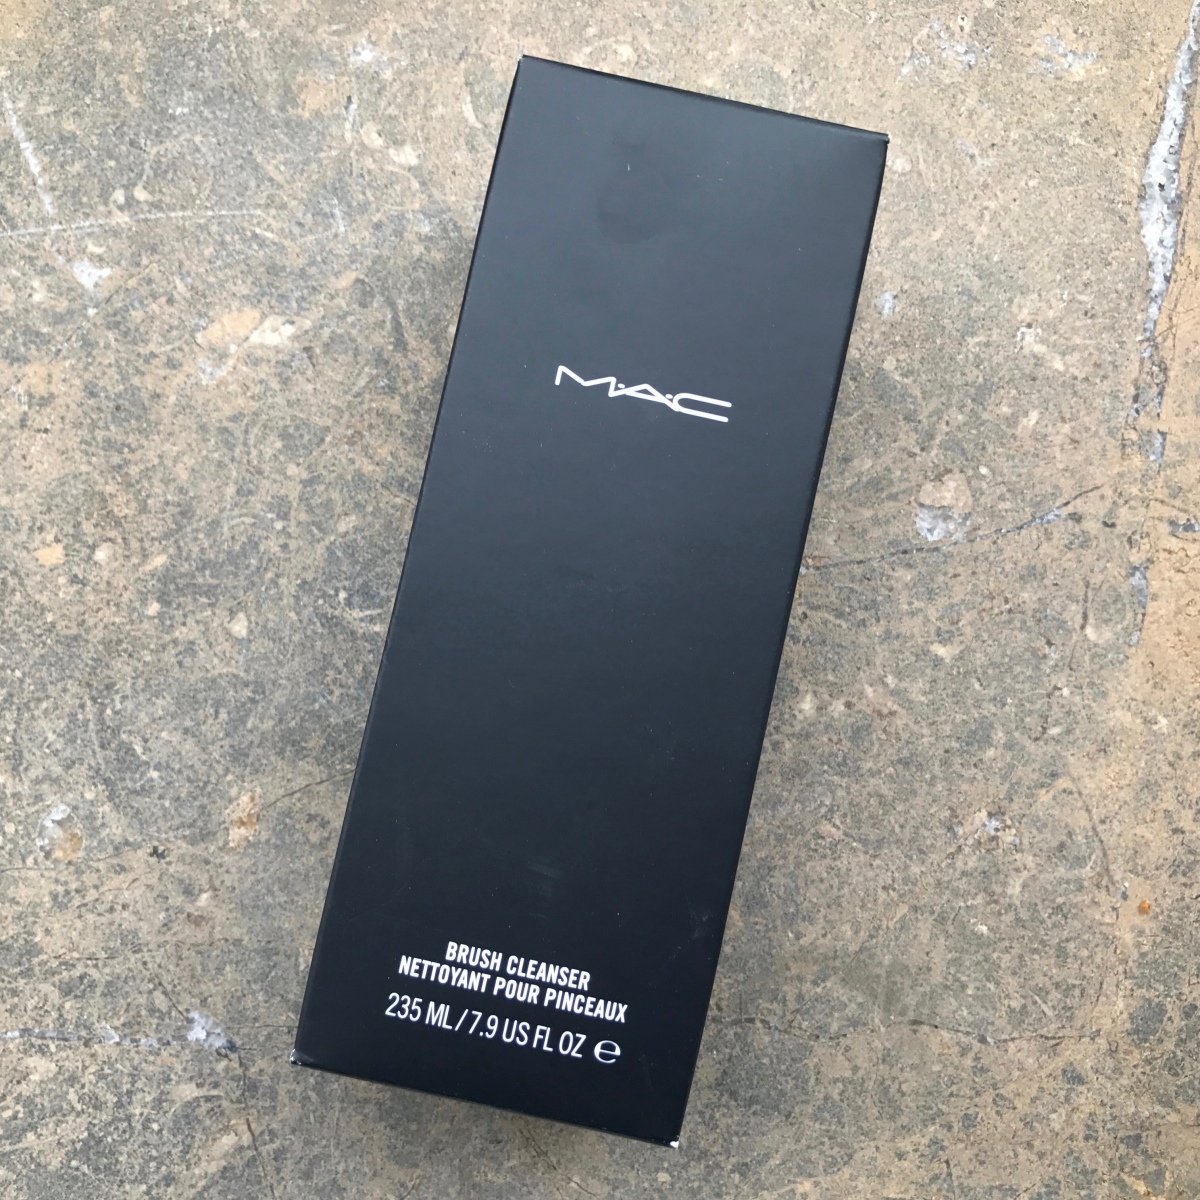 M·A·C
BRUSH CLEANSER
NETTOYANT POUR PINCEAUX
235 ML/7.9 US FL OZ ℮